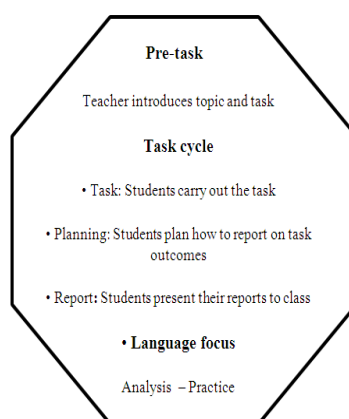 Pre-task
Teacher introduces topic and task
Task cycle
• Task: Students carry out the task
• Planning: Students plan how to report on task
outcomes
• Report: Students present their reports to class
• Language focus
Analysis – Practice